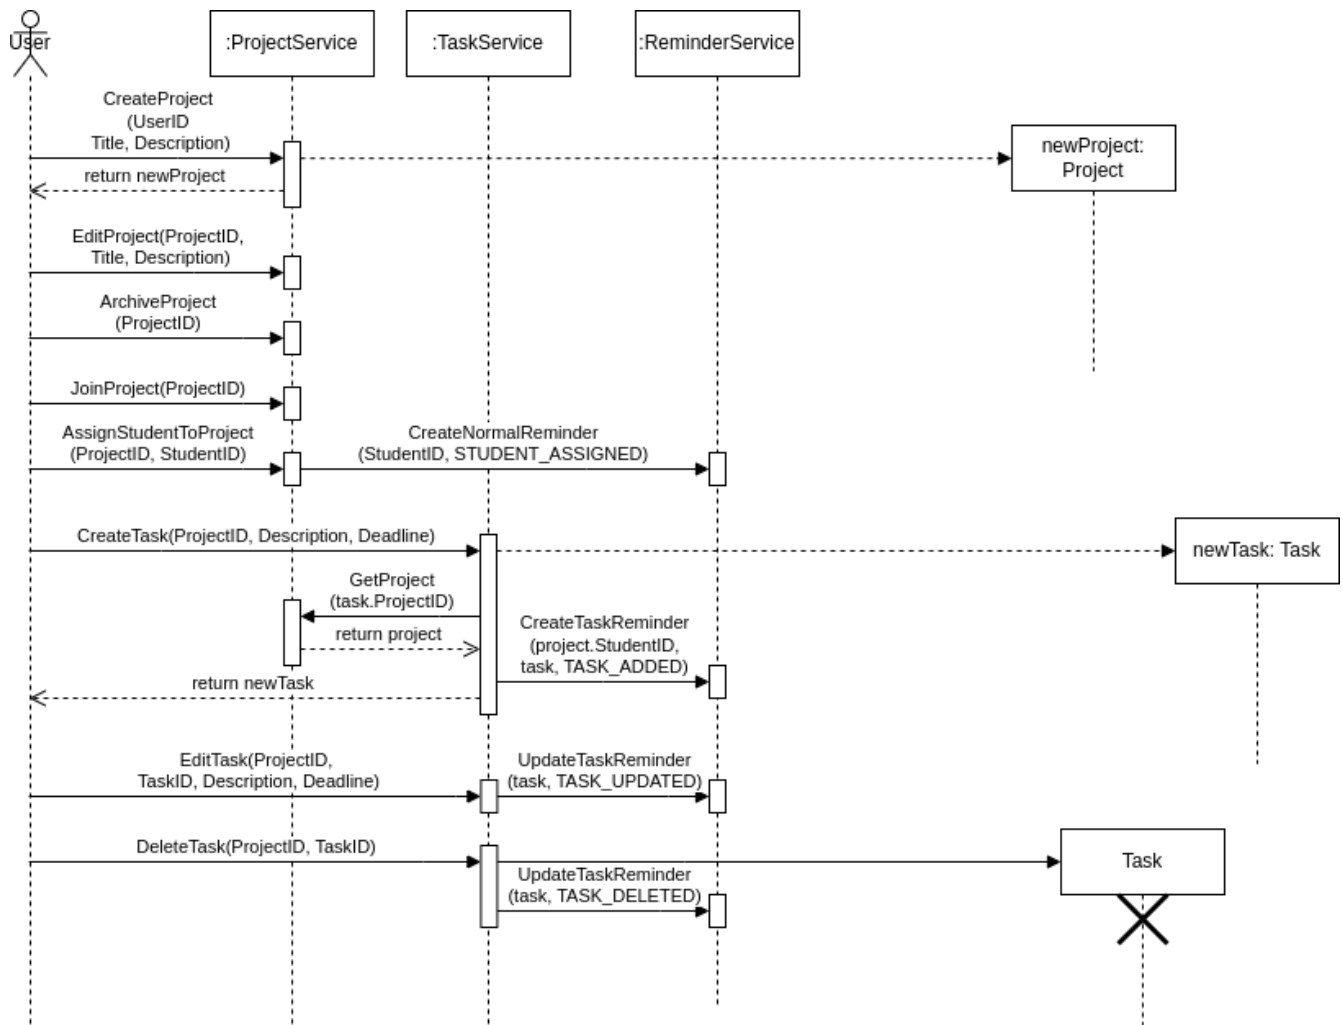 User
:ProjectService
:TaskService
:ReminderService
CreateProject
(UserID
Title, Description)
newProject:
Project
return newProject
EditProject(ProjectID,
Title, Description)
ArchiveProject
(ProjectID)
JoinProject(ProjectID)
AssignStudentToProject
(ProjectID, StudentID)
CreateNormalReminder
(StudentID, STUDENT_ASSIGNED)
CreateTask(ProjectID, Description, Deadline)
newTask: Task
GetProject
(task.ProjectID)
return project
CreateTaskReminder
(project.StudentID,
task, TASK_ADDED)
return newTask
EditTask(ProjectID,
TaskID, Description, Deadline)
UpdateTaskReminder
(task, TASK_UPDATED)
DeleteTask(ProjectID, TaskID)
Task
UpdateTaskReminder
(task, TASK_DELETED)